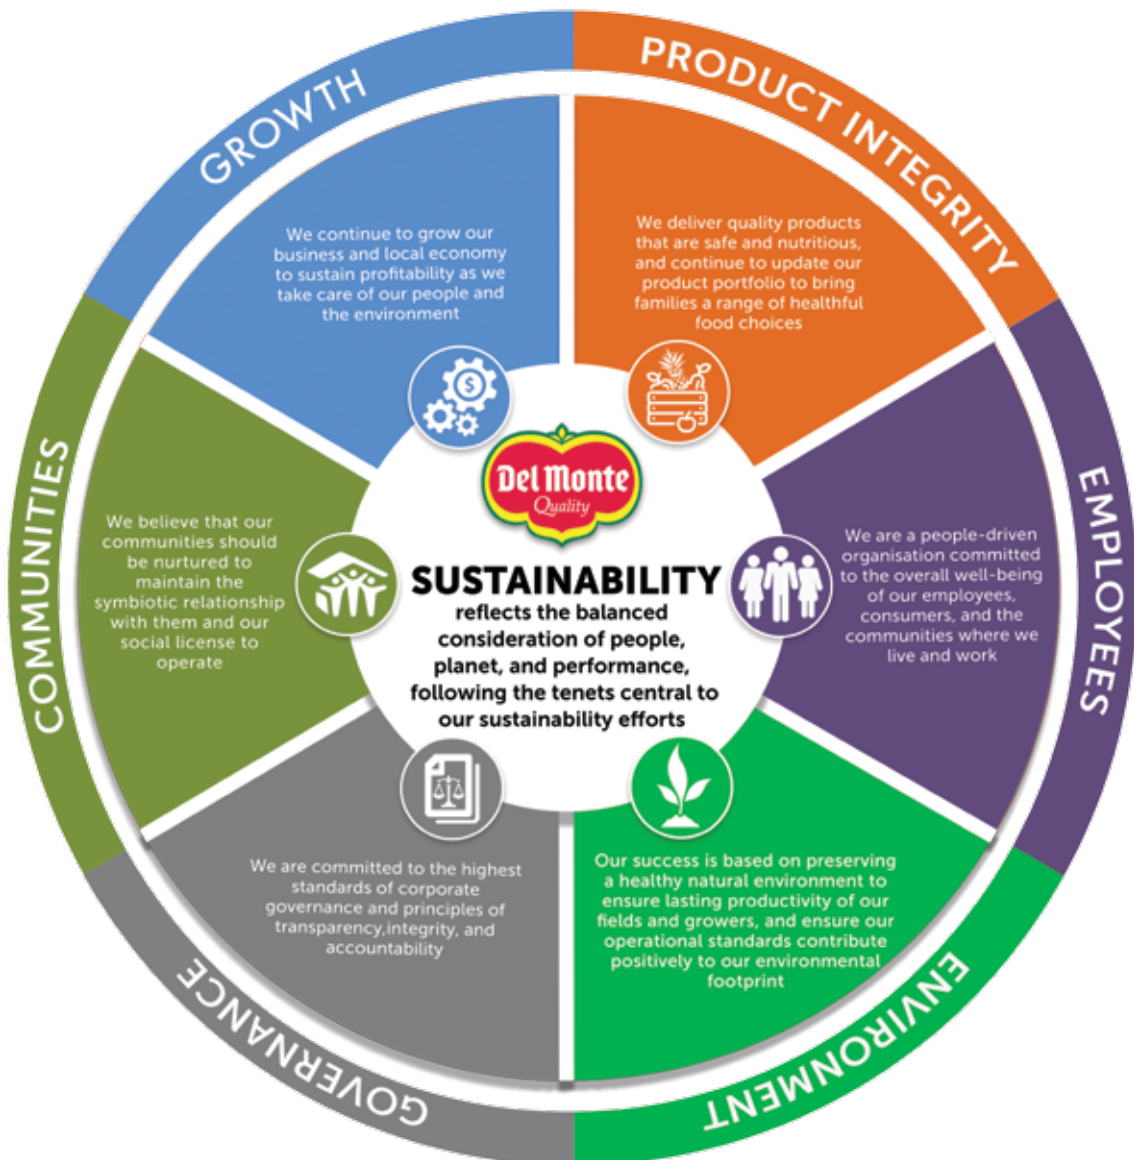 GROWTH
We continue to grow our
business and local economy
to sustain profitability as we
take care of our people and
the environment
PRODUCT INTEGRITY
We deliver quality products
that are safe and nutritious,
and continue to update our
product portfolio to bring
families a range of healthful
food choices
EMPLOYEES
We are a people-driven
organisation committed
to the overall well-being
of our employees,
consumers, and the
communities where we
live and work
ENVIRONMENT
Our success is based on preserving
a healthy natural environment to
ensure lasting productivity of our
fields and growers, and ensure our
operational standards contribute
positively to our environmental
footprint
GOVERNANCE
We are committed to the highest
standards of corporate
governance and principles of
transparency,integrity, and
accountability
COMMUNITIES
We believe that our
communities should
be nurtured to
maintain the
symbiotic relationship
with them and our
social license to
operate
$
Del Monte
Quality
SUSTAINABILITY
reflects the balanced
consideration of people,
planet, and performance,
following the tenets central to
our sustainability efforts